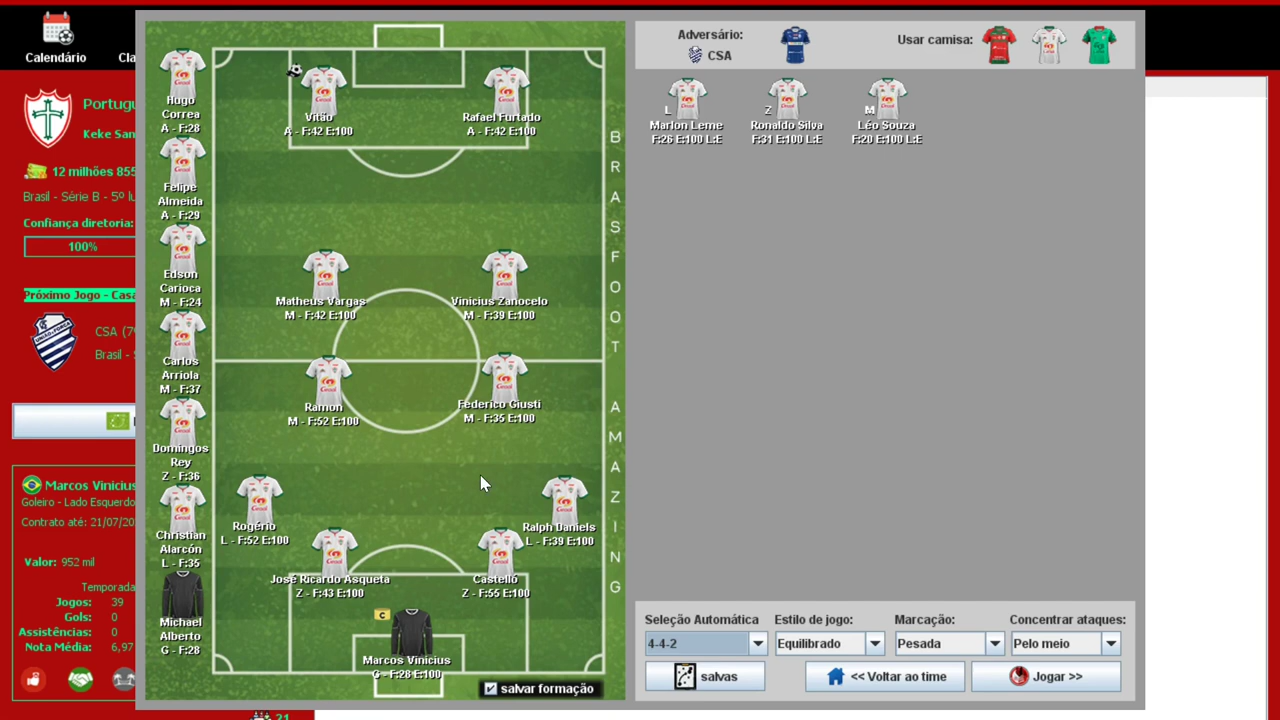 Calendário
Cla
Portugu
Keke San
12 milhões 855
Brasil - Série B - 5º lu
Confiança diretoria:
100%
Próximo Jogo - Casa
CSA (7º
Brasil - S
Marcos Vinicius
Goleiro - Lado Esquerdo
Contrato até: 21/07/20
Valor: 952 mil
Temporada
Jogos: 39
Gols: 0
Assistências: 0
Nota Média: 6,97
21
Hugo
Correa
A - F:28
Felipe
Almeida
A - F:29
Edson
Carioca
M - F:24
Carlos
Arriola
M - F:37
Domingos
Rey
Z - F:36
Christian
Alarcón
L - F:35
Michael
Alberto
G - F:28
Vitão
A - F:42 E:100
Rafael Furtado
A - F:42 E:100
Matheus Vargas
M - F:42 E:100
Vinicius Zanocelo
M - F:39 E:100
Ramon
M - F:52 E:100
Federico Giusti
M - F:35 E:100
Rogério
L - F:52 E:100
Ralph Daniels
L - F:39 E:100
José Ricardo Asqueta
Z - F:43 E:100
Castelló
Z - F:55 E:100
C
Marcos Vinicius
G - F:28 E:100
salvar formação
BRASFOOT AMAZING
Adversário:
CSA
Usar camisa:
L
Marlon Leme
F:26 E:100 L:E
Z
Ronaldo Silva
F:31 E:100 L:E
M
Léo Souza
F:20 E:100 L:E
Seleção Automática
4-4-2
Estilo de jogo:
Equilibrado
Marcação:
Pesada
Concentrar ataques:
Pelo meio
salvas
<< Voltar ao time
Jogar >>